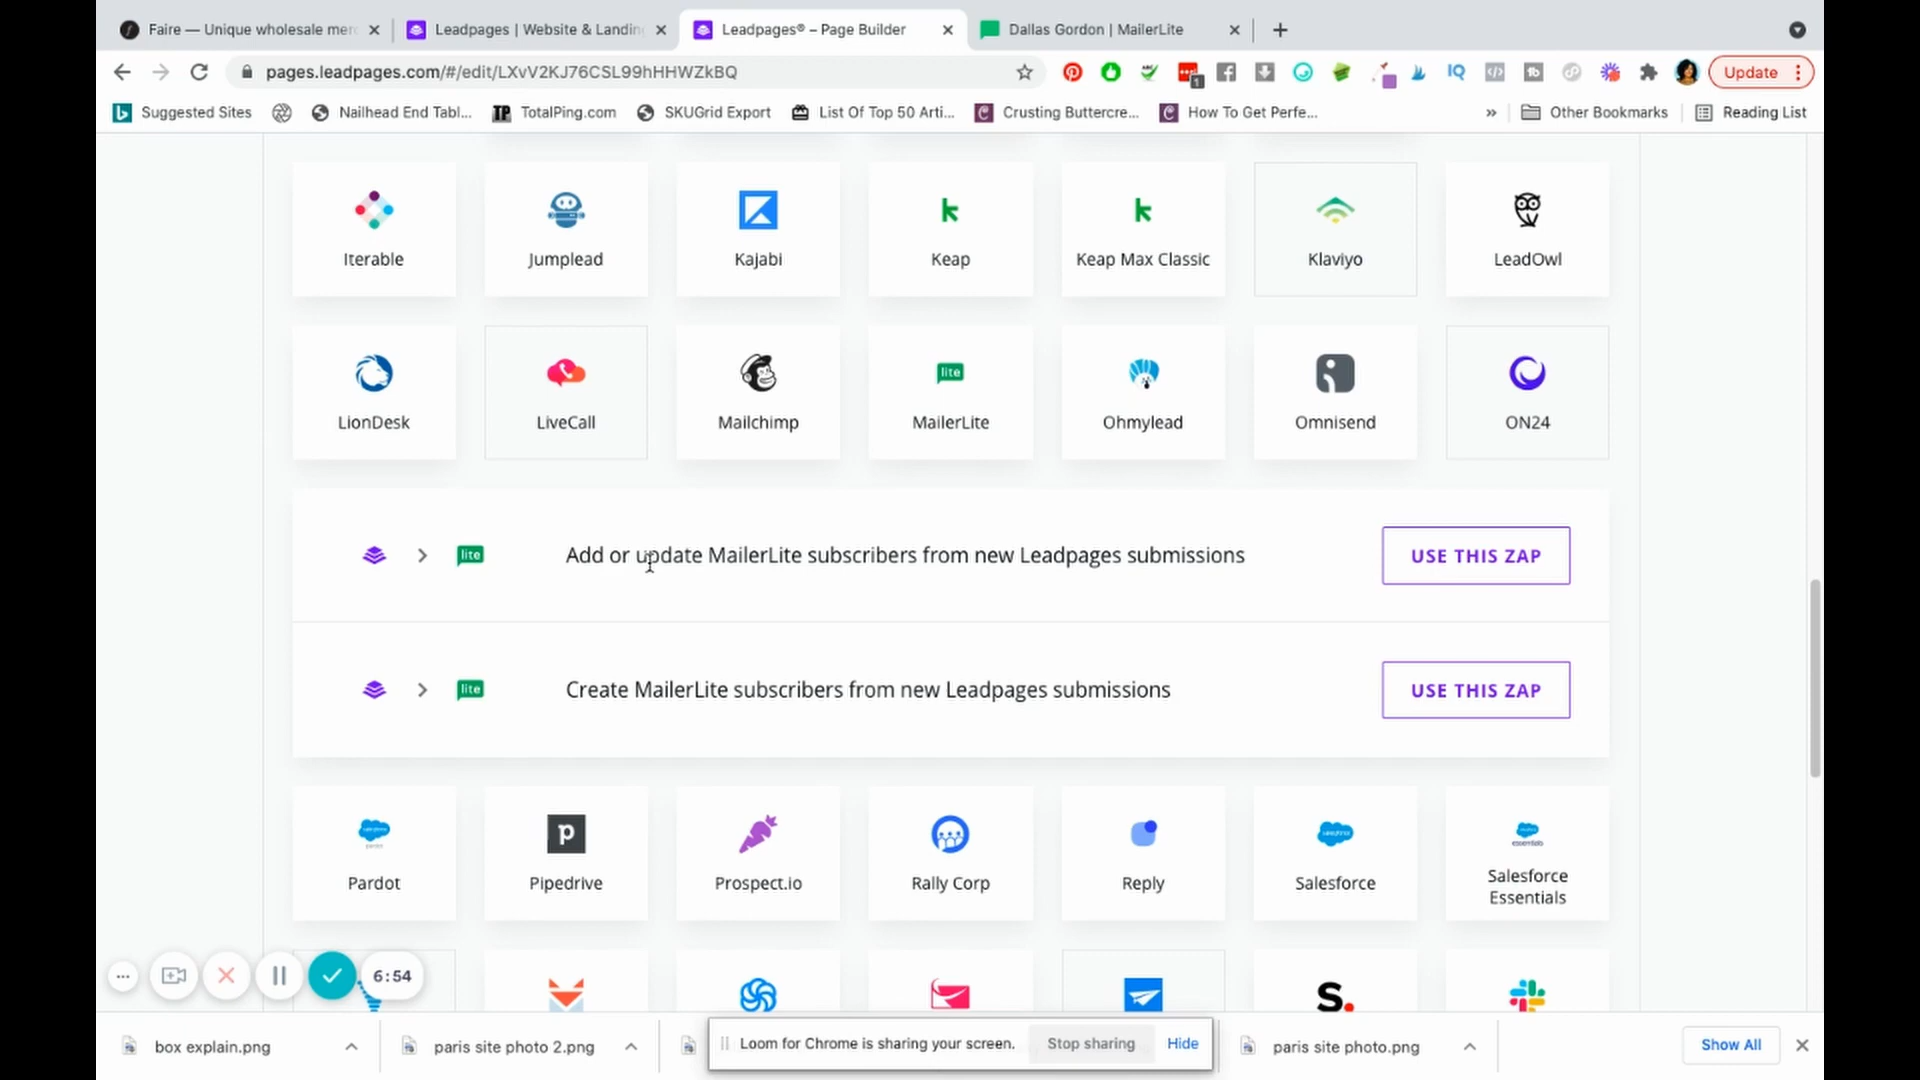 Faire — Unique wholesale mer
Leadpages | Website & Landin
Leadpages® – Page Builder
Dallas Gordon | MailerLite
pages.leadpages.com/#/edit/LXvV2KJ76CSL99hHHWZkBQ
1
IQ
Update
Suggested Sites
Nailhead End Tabl...
TP
TotalPing.com
SKUGrid Export
List Of Top 50 Arti...
Crusting Buttercre...
How To Get Perfe...
»
Other Bookmarks
Reading List
Iterable
Jumplead
Kajabi
Keap
Keap Max Classic
Klaviyo
LeadOwl
lite
LionDesk
LiveCall
Mailchimp
MailerLite
Ohmylead
Omnisend
ON24
lite
Add or update MailerLite subscribers from new Leadpages submissions
USE THIS ZAP
lite
Create MailerLite subscribers from new Leadpages submissions
USE THIS ZAP
Pardot
Pipedrive
Prospect.io
Rally Corp
Reply
Salesforce
Salesforce
Essentials
6:54
S.
box explain.png
paris site photo 2.png
Loom for Chrome is sharing your screen.
Stop sharing
Hide
paris site photo.png
Show All